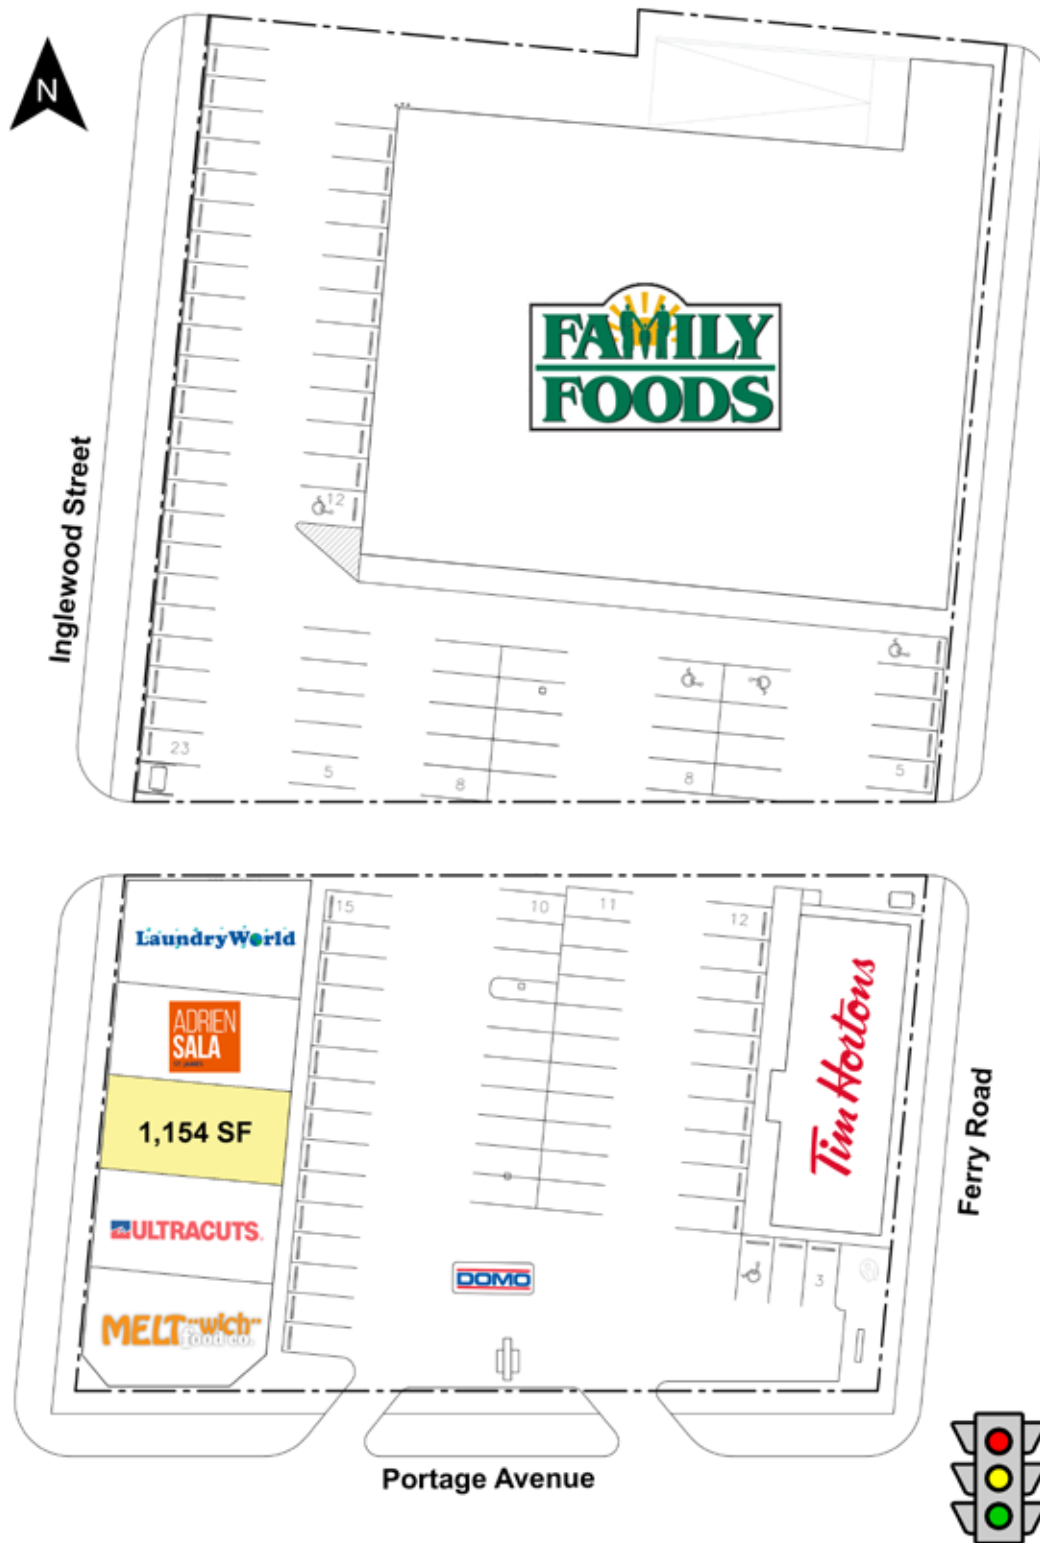 N
FAMILY
FOODS
Inglewood Street
12
23
5
8
8
5
LaundryWorld
15
10
11
12
ADRIEN
SALA
1,154 SF
Tim Hortons
Ferry Road
ULTRACUTS.
DOMO
3
MELT "wich"
food co.
Portage Avenue